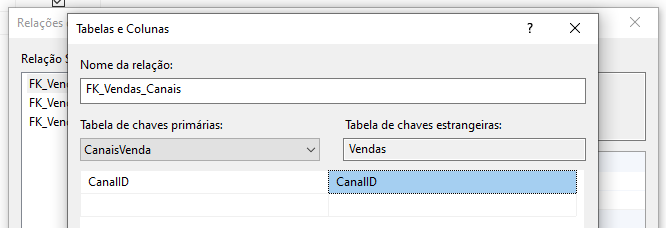 Relações
Tabelas e Colunas
Relação
Nome da relação:
FK_Vendas_Canais
FK_Ven
FK_Ven
FK_Ven
Tabela de chaves primárias:
Tabela de chaves estrangeiras:
CanaisVenda
Vendas
CanalID
CanalID